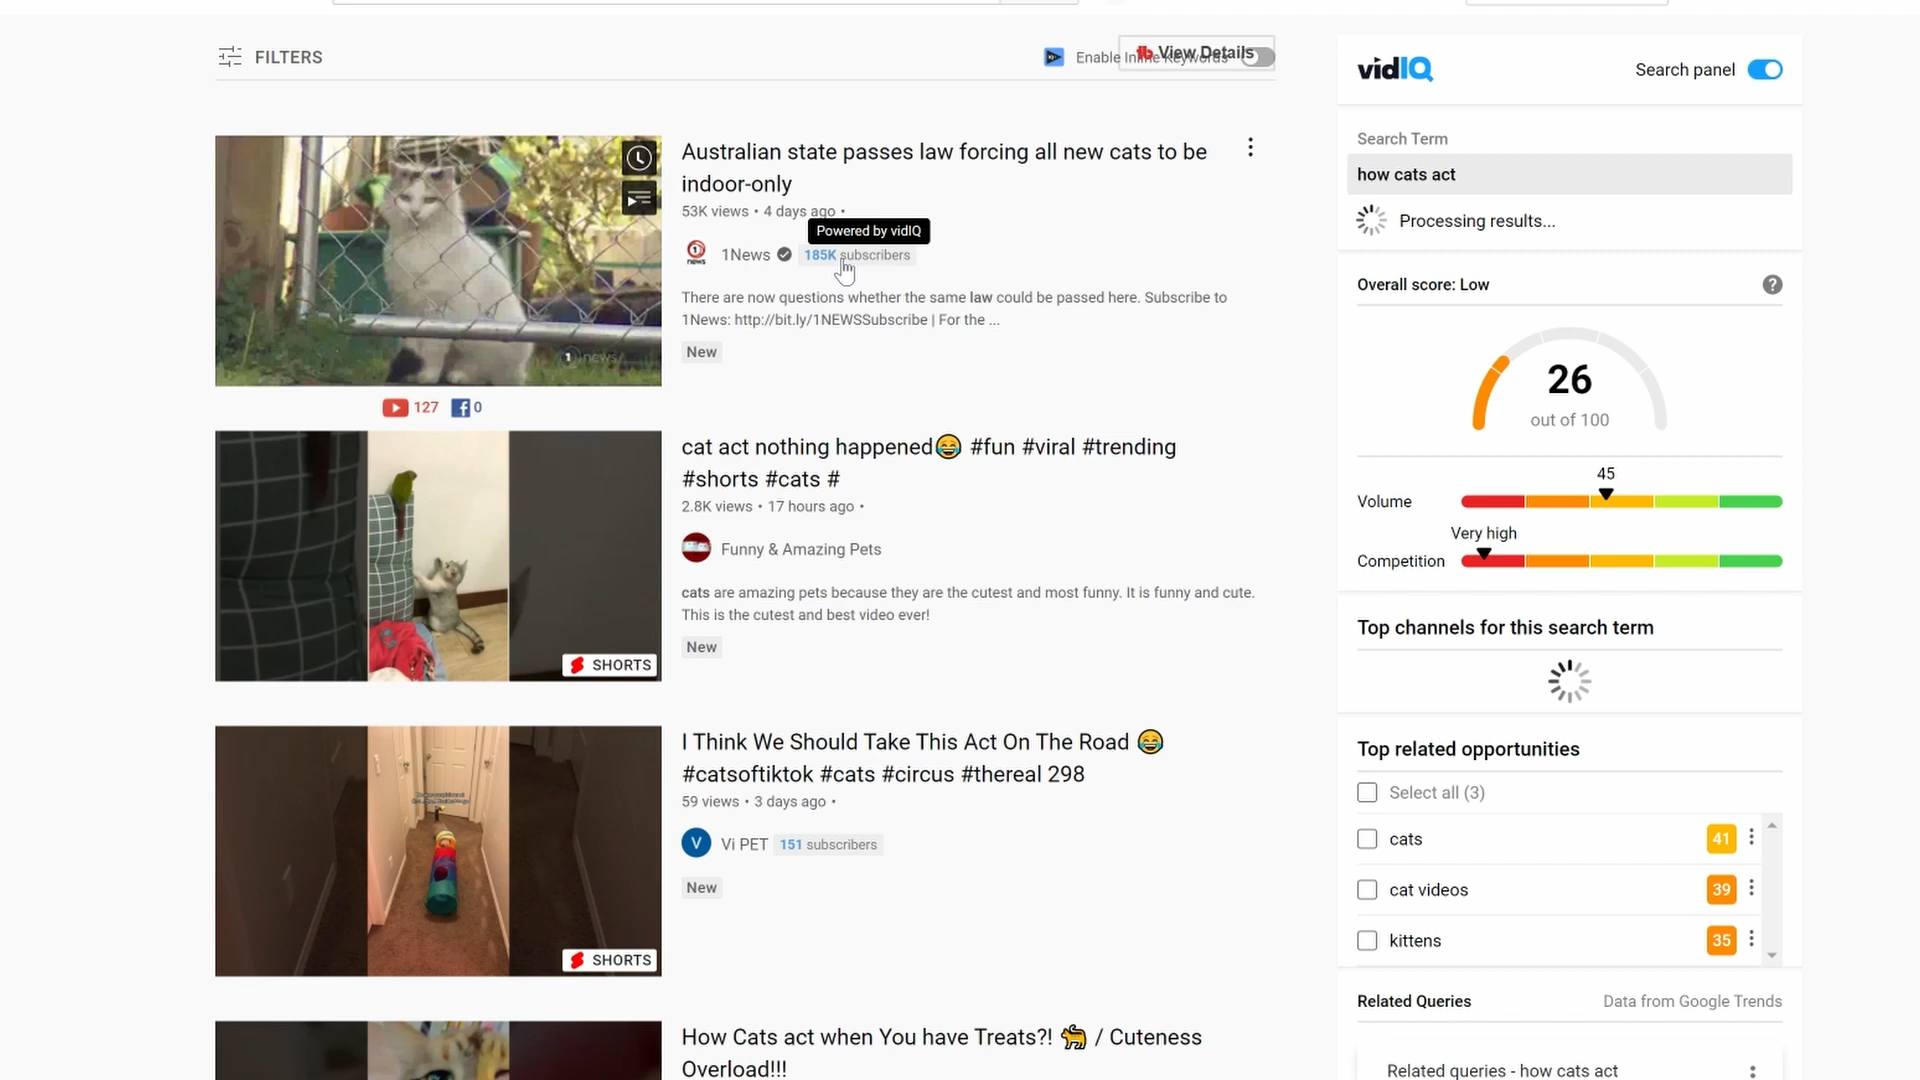 FILTERS
Enable Inline Keywords
View Details
Australian state passes law forcing all new cats to be
indoor-only
53K views • 4 days ago •
Powered by vidIQ
1News 185K subscribers
There are now questions whether the same law could be passed here. Subscribe to
1News: http://bit.ly/1NEWSSubscribe | For the ...
New
1 news
127 0
cat act nothing happened😂 #fun #viral #trending
#shorts #cats #
2.8K views • 17 hours ago •
Funny & Amazing Pets
cats are amazing pets because they are the cutest and most funny. It is funny and cute.
This is the cutest and best video ever!
New
SHORTS
I Think We Should Take This Act On The Road 😂
#catsoftiktok #cats #circus #thereal 298
59 views • 3 days ago •
V
Vi PET 151 subscribers
New
SHORTS
How Cats act when You have Treats?! 🐈 / Cuteness
Overload!!!
vidIQ
Search panel
Search Term
how cats act
Processing results...
Overall score: Low ?
26
out of 100
45
Volume
Very high
Competition
Top channels for this search term
Top related opportunities
Select all (3)
cats 41
cat videos 39
kittens 35
Related Queries Data from Google Trends
Related queries - how cats act